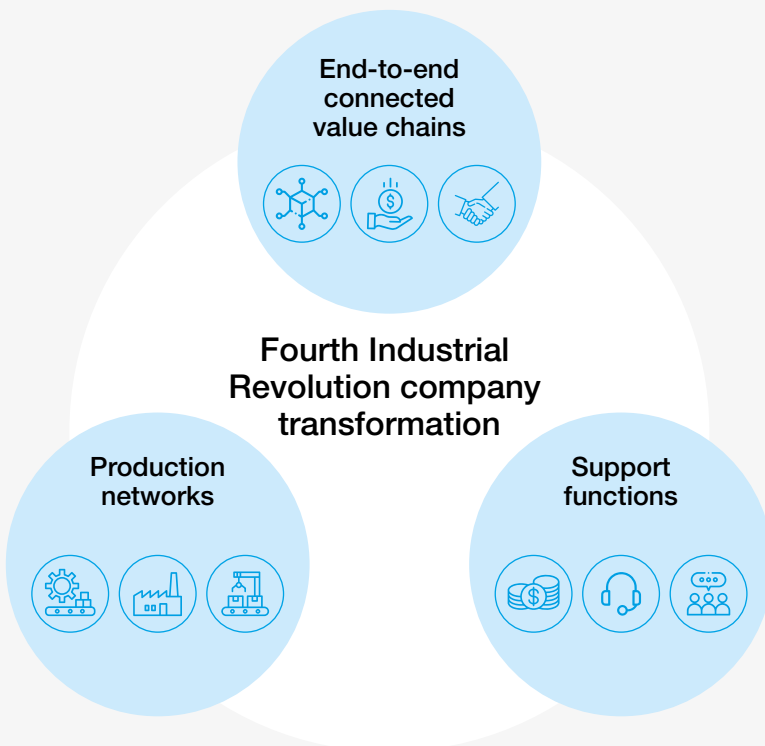 End-to-end
connected
value chains
$
Fourth Industrial
Revolution company
transformation
Production
networks
Support
functions
$